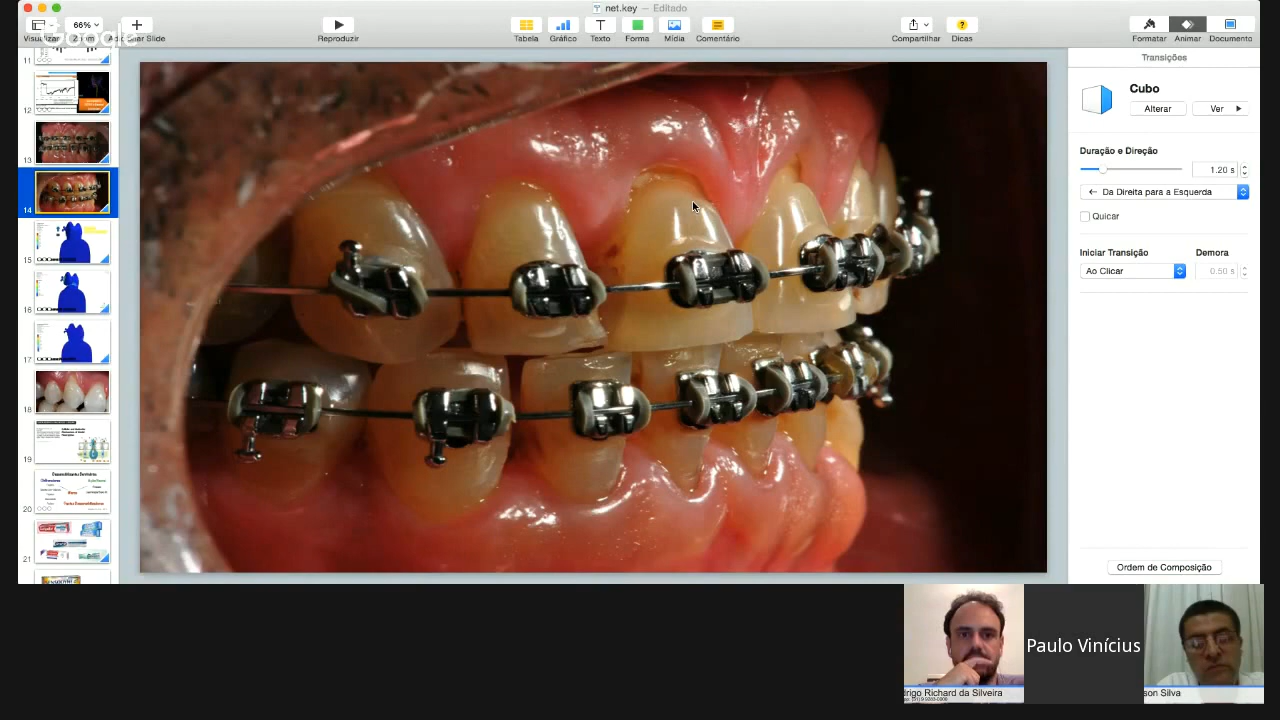 net.key — Editado
66%
Google
Visualizar
Zoom
Adicionar Slide
Reproduzir
Tabela
Gráfico
Texto
Forma
Mídia
Comentário
Compartilhar
Dicas
Formatar
Animar
Documento
11
12
13
14
15
16
17
18
19
20
21
Transições
Cubo
Alterar
Ver
Duração e Direção
1.20 s
← Da Direita para a Esquerda
Quicar
Iniciar Transição
Demora
Ao Clicar
0.50 s
Ordem de Composição
Paulo Vinícius
drigo Richard da Silveira
son Silva